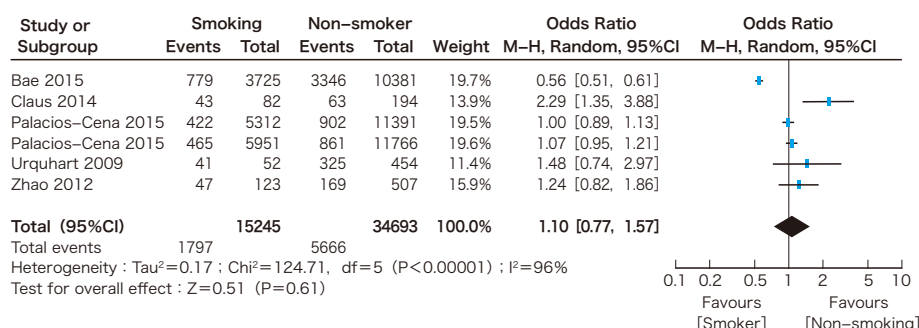 Study or Smoking Non-smoker Odds Ratio Odds Ratio
Subgroup Events Total Events Total Weight M-H, Random, 95%CI M-H, Random, 95%CI
Bae 2015 779 3725 3346 10381 19.7% 0.56 [0.51, 0.61]
Claus 2014 43 82 63 194 13.9% 2.29 [1.35, 3.88]
Palacios-Cena 2015 422 5312 902 11391 19.5% 1.00 [0.89, 1.13]
Palacios-Cena 2015 465 5951 861 11766 19.6% 1.07 [0.95, 1.21]
Urquhart 2009 41 52 325 454 11.4% 1.48 [0.74, 2.97]
Zhao 2012 47 123 169 507 15.9% 1.24 [0.82, 1.86]
Total (95%CI) 15245 34693 100.0% 1.10 [0.77, 1.57]
Total events 1797 5666
Heterogeneity : Tau²=0.17 ; Chi²=124.71, df=5 (P<0.00001) ; I²=96%
Test for overall effect : Z=0.51 (P=0.61)
0.1 0.2 0.5 1 2 5 10
Favours Favours
[Smoker] [Non-smoking]